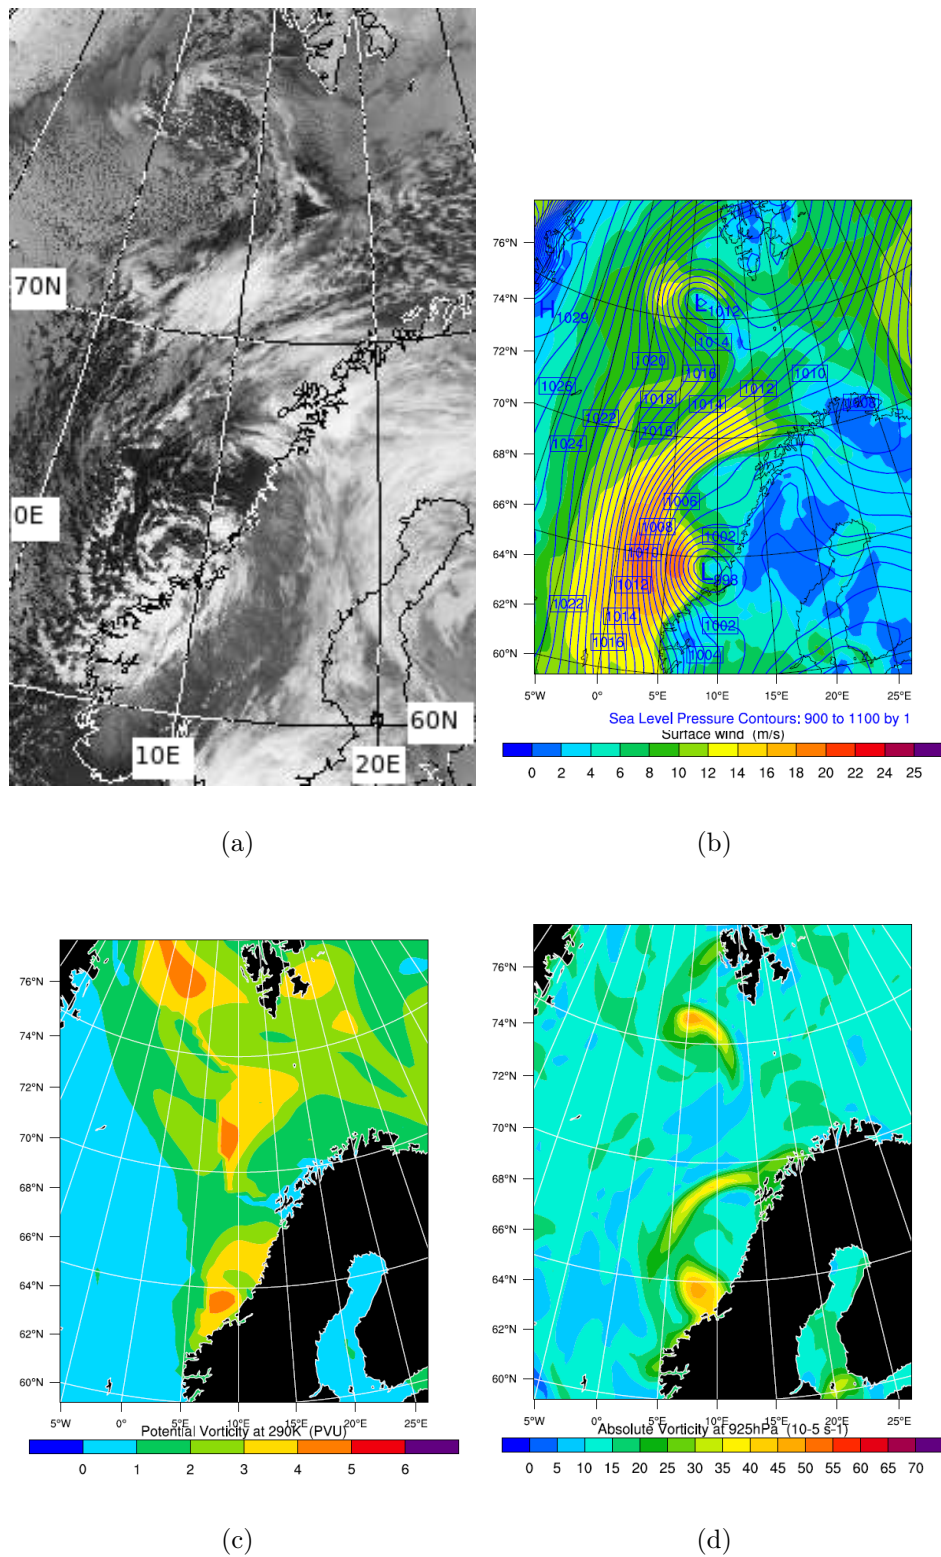 70N
0E
10E
20E
60N
(a)
76°N
74°N
72°N
70°N
68°N
66°N
64°N
62°N
60°N
H1029
L1012
1014
1020
1016
1010
1026
1012
1018
1014
1008
1022
1016
1024
1006
1008
1002
1010
L998
1012
1022
1014
1002
1016
1004
5°W 0° 5°E 10°E 15°E 20°E 25°E
Sea Level Pressure Contours: 900 to 1100 by 1
Surface wind (m/s)
0 2 4 6 8 10 12 14 16 18 20 22 24 25
(b)
76°N
74°N
72°N
70°N
68°N
66°N
64°N
62°N
60°N
5°W 0° 5°E 10°E 15°E 20°E 25°E
Potential Vorticity at 290K (PVU)
0 1 2 3 4 5 6
(c)
76°N
74°N
72°N
70°N
68°N
66°N
64°N
62°N
60°N
5°W 0° 5°E 10°E 15°E 20°E 25°E
Absolute Vorticity at 925hPa (10-5 s-1)
0 5 10 15 20 25 30 35 40 45 50 55 60 65 70
(d)